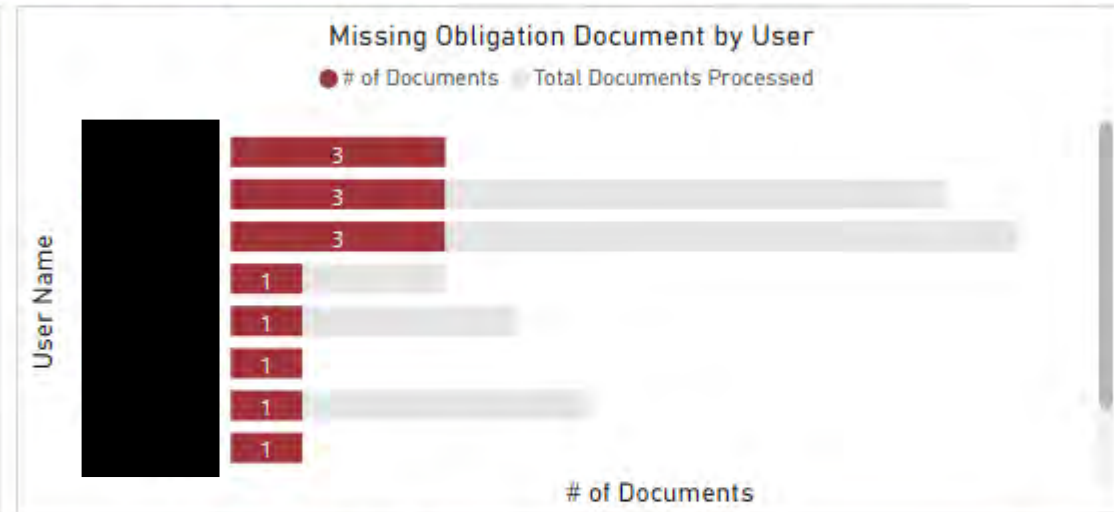 Missing Obligation Document by User
# of Documents Total Documents Processed
3
3
3
1
1
1
1
1
User Name
# of Documents